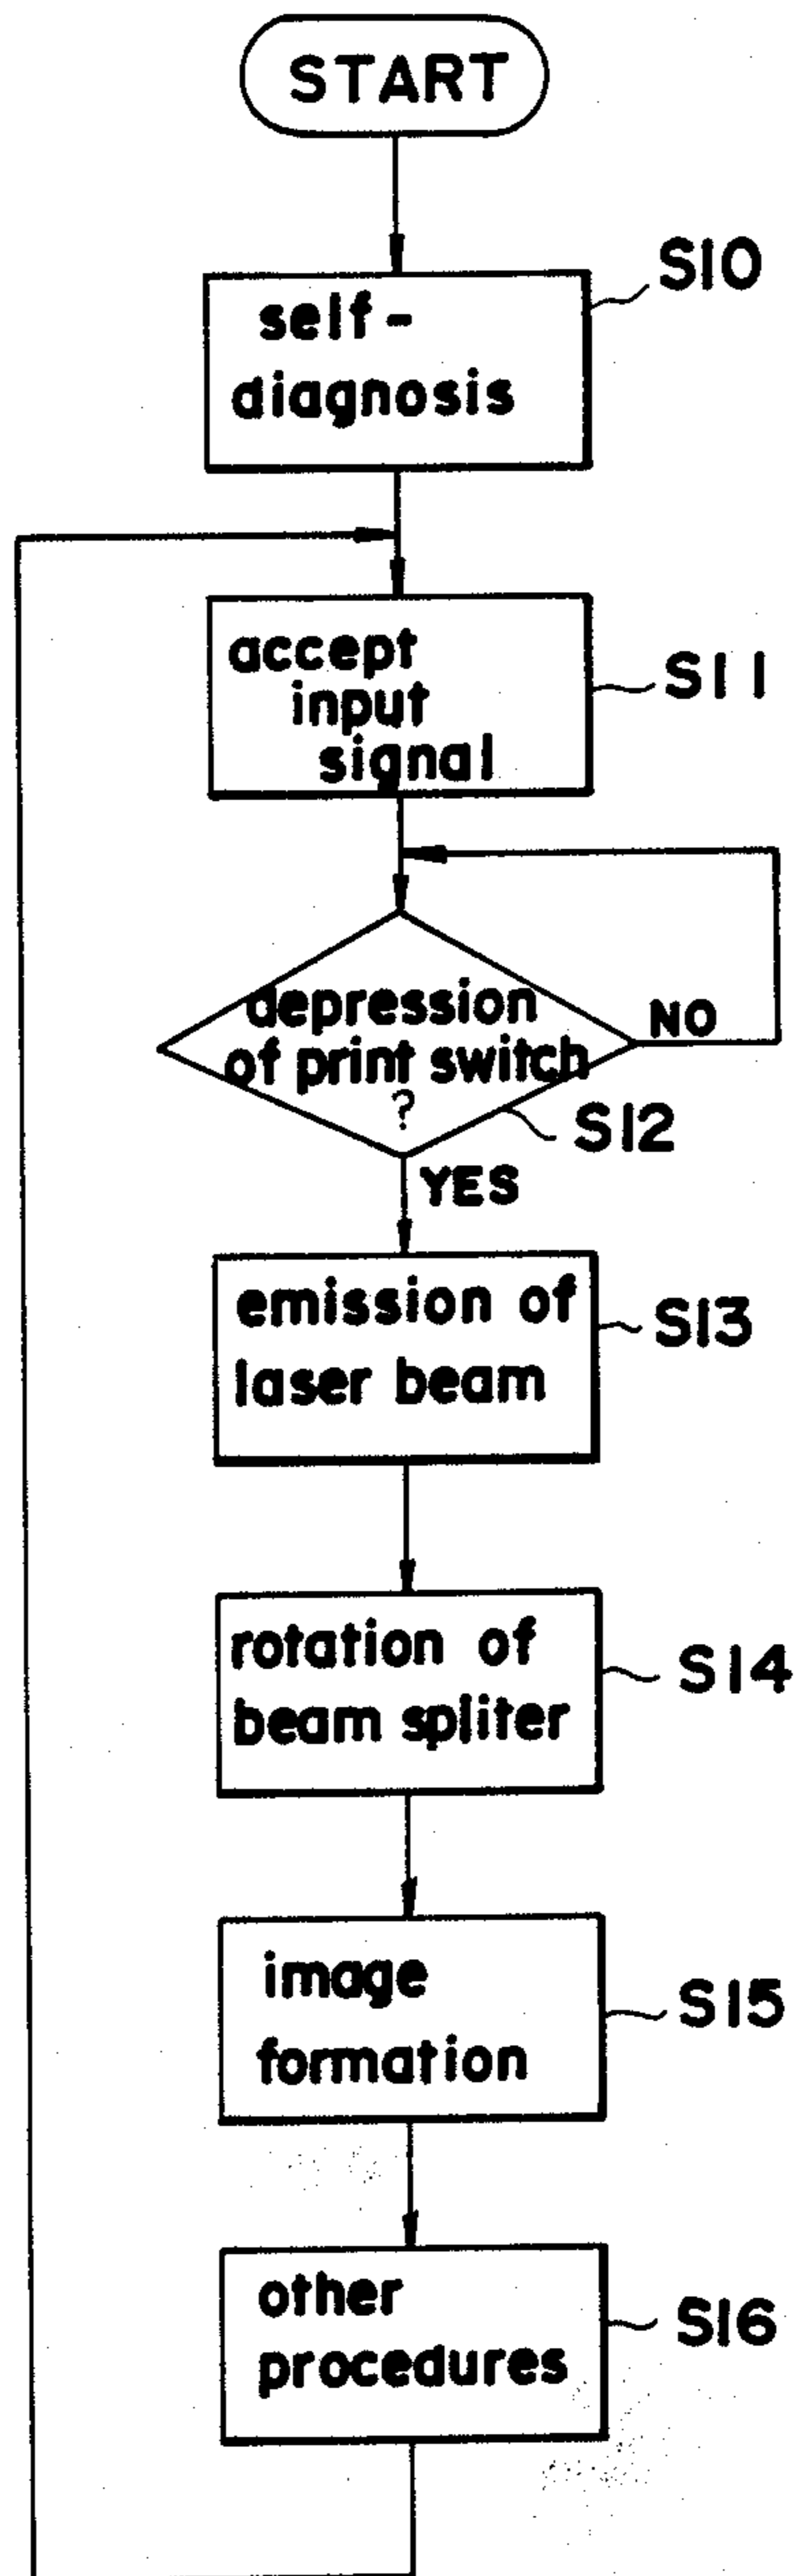 START
S10
self-
diagnosis
accept
input
signal
S11
depression
of print switch
?
NO
S12
YES
emission of
laser beam
S13
rotation of
beam spliter
S14
image
formation
S15
other
procedures
S16